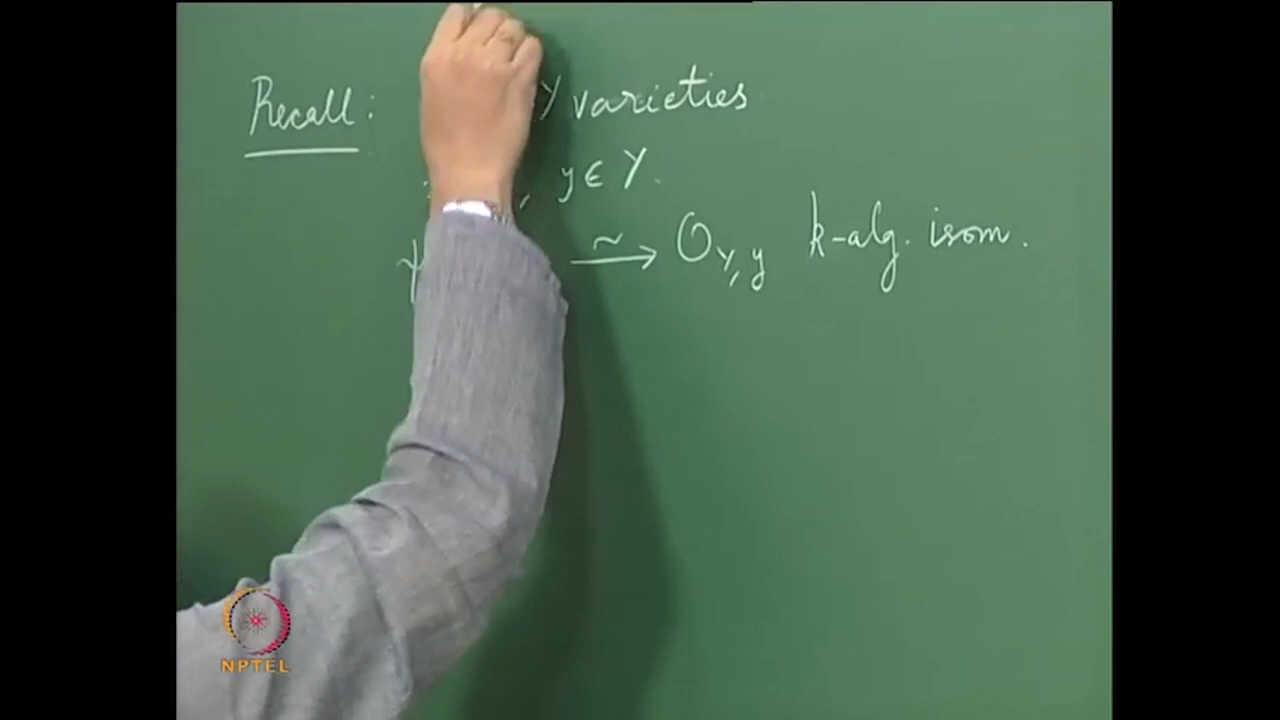 Recall: Y varieties
, y ∈ Y.
∼
⟶ O_{Y,y} k-alg. isom.
NPTEL